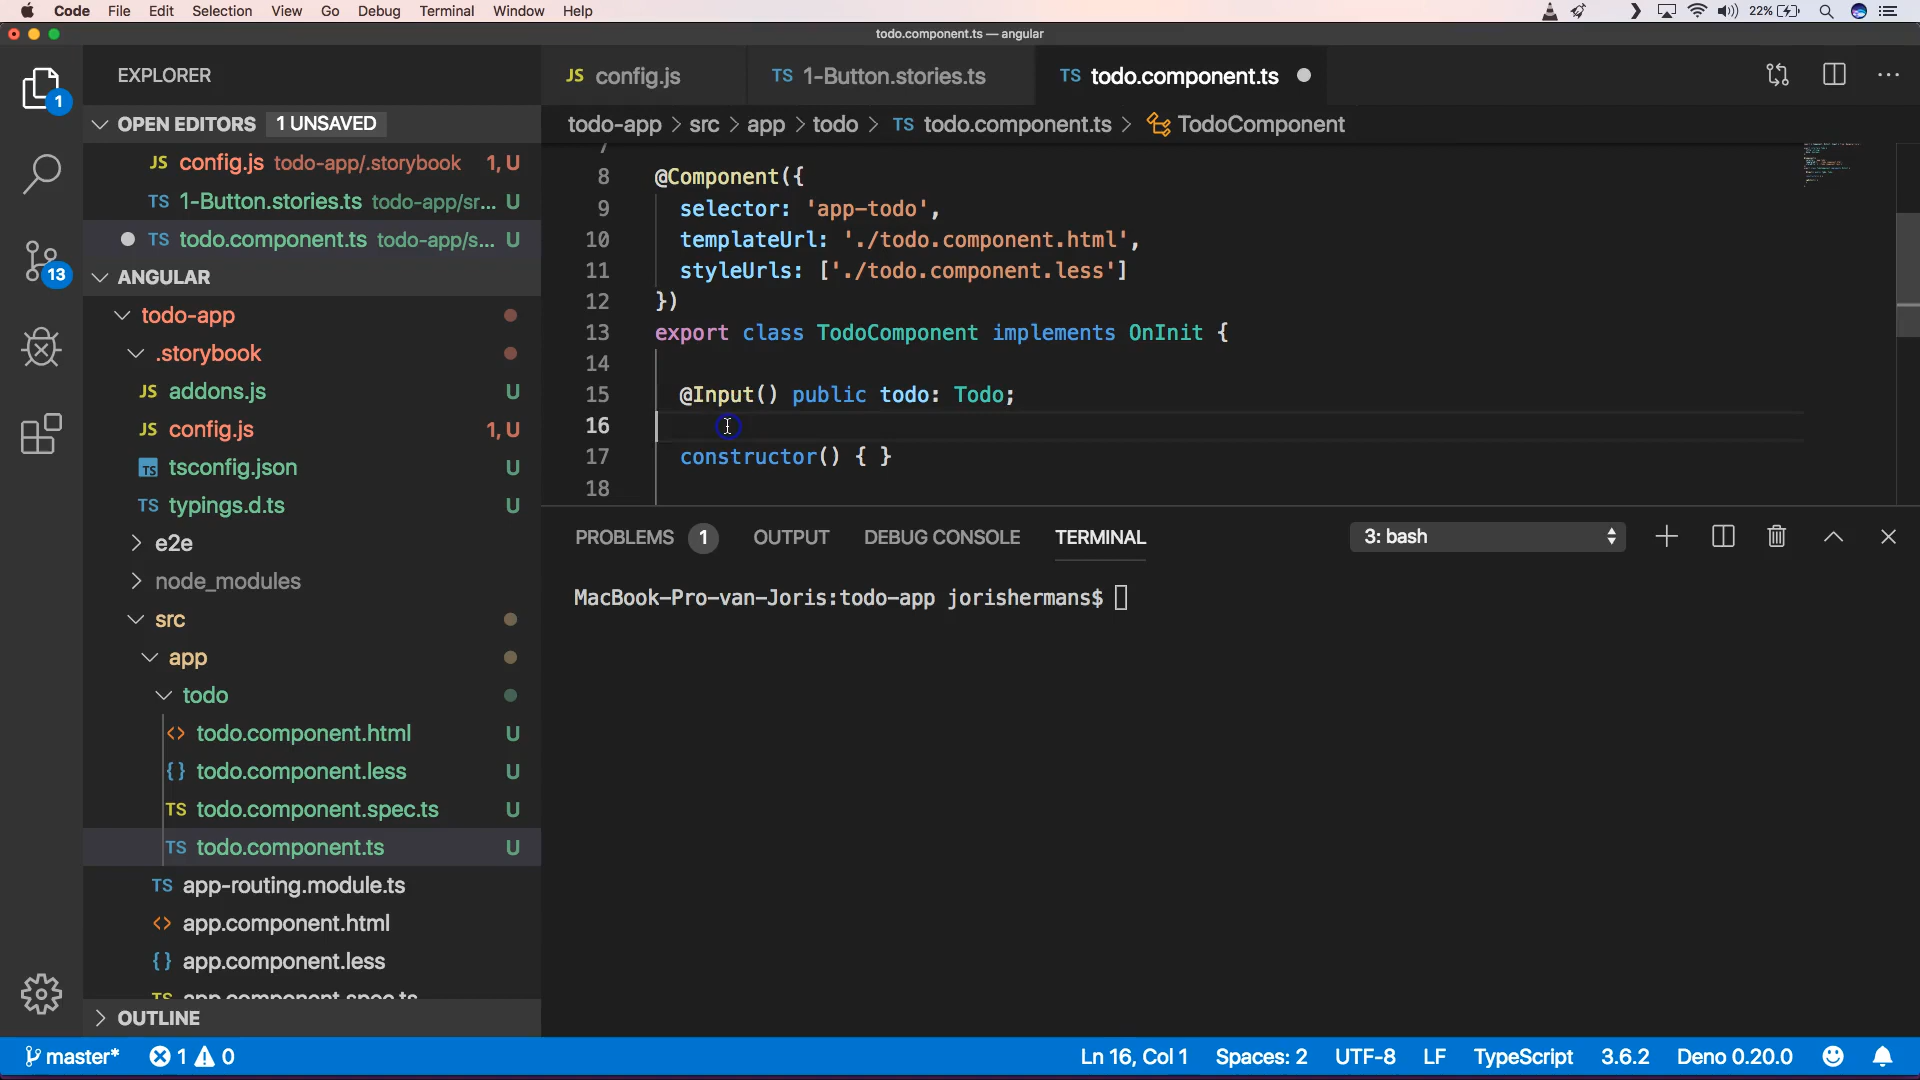 Code File Edit Selection View Go Debug Terminal Window Help 22%
todo.component.ts — angular
EXPLORER
JS config.js TS 1-Button.stories.ts TS todo.component.ts
1
OPEN EDITORS 1 UNSAVED
todo-app > src > app > todo > TS todo.component.ts > TodoComponent
JS config.js todo-app/.storybook 1, U
TS 1-Button.stories.ts todo-app/sr... U
TS todo.component.ts todo-app/s... U
13
ANGULAR
todo-app
.storybook
JS addons.js U
JS config.js 1, U
TS tsconfig.json U
TS typings.d.ts U
e2e
node_modules
src
app
todo
<> todo.component.html U
{} todo.component.less U
TS todo.component.spec.ts U
TS todo.component.ts U
TS app-routing.module.ts
<> app.component.html
{} app.component.less
TS app.component.spec.ts
OUTLINE
7
8 @Component({
9 selector: 'app-todo',
10 templateUrl: './todo.component.html',
11 styleUrls: ['./todo.component.less']
12 })
13 export class TodoComponent implements OnInit {
14
15 @Input() public todo: Todo;
16
17 constructor() { }
18
PROBLEMS 1 OUTPUT DEBUG CONSOLE TERMINAL 3: bash
MacBook-Pro-van-Joris:todo-app jorishermans$
master* 1 0 Ln 16, Col 1 Spaces: 2 UTF-8 LF TypeScript 3.6.2 Deno 0.20.0